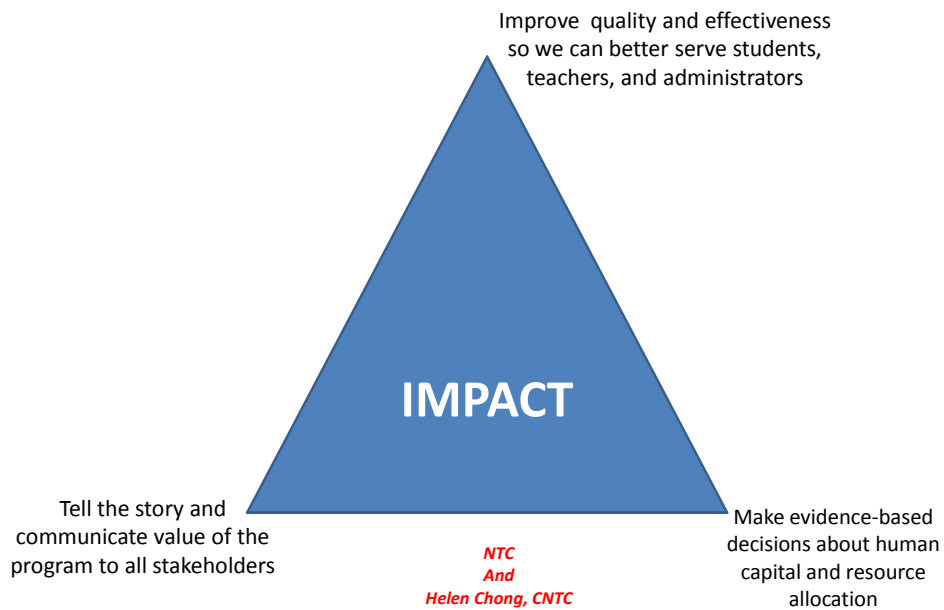 Improve  quality and effectiveness
so we can better serve students,
teachers, and administrators
IMPACT
Tell the story and
communicate value of the
program to all stakeholders
Make evidence-based
decisions about human
capital and resource
allocation
NTC
And
Helen Chong, CNTC